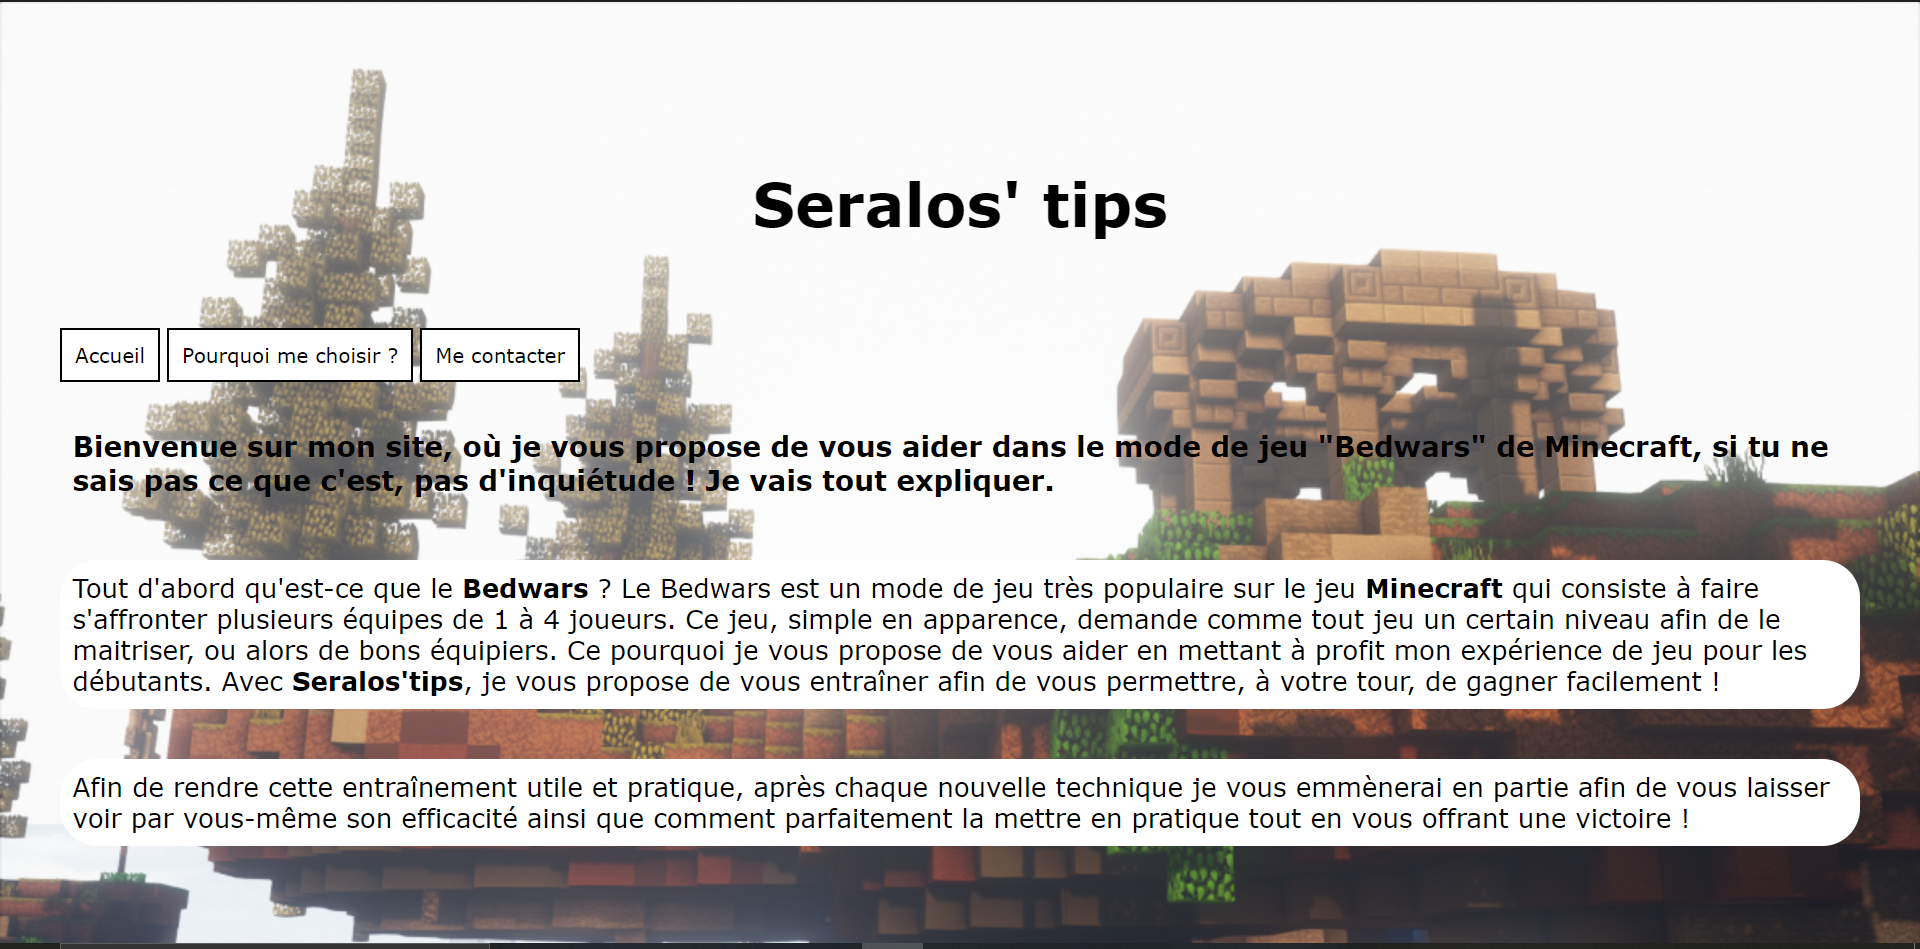 Seralos' tips
Accueil
Pourquoi me choisir ?
Me contacter
Bienvenue sur mon site, où je vous propose de vous aider dans le mode de jeu "Bedwars" de Minecraft, si tu ne
sais pas ce que c'est, pas d'inquiétude ! Je vais tout expliquer.
Tout d'abord qu'est-ce que le Bedwars ? Le Bedwars est un mode de jeu très populaire sur le jeu Minecraft qui consiste à faire
s'affronter plusieurs équipes de 1 à 4 joueurs. Ce jeu, simple en apparence, demande comme tout jeu un certain niveau afin de le
maitriser, ou alors de bons équipiers. Ce pourquoi je vous propose de vous aider en mettant à profit mon expérience de jeu pour les
débutants. Avec Seralos'tips, je vous propose de vous entraîner afin de vous permettre, à votre tour, de gagner facilement !
Afin de rendre cette entraînement utile et pratique, après chaque nouvelle technique je vous emmènerai en partie afin de vous laisser
voir par vous-même son efficacité ainsi que comment parfaitement la mettre en pratique tout en vous offrant une victoire !